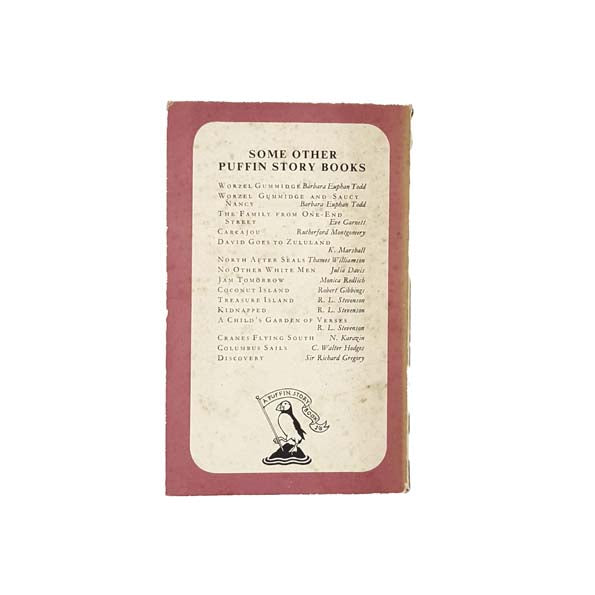 SOME OTHER
PUFFIN STORY BOOKS
WORZEL GUMMIDGE Barbara Euphan Todd
WORZEL GUMMIDGE AND SAUCY
NANCY Barbara Euphan Todd
THE FAMILY FROM ONE-END
STREET Eve Garnett
CARCAJOU Rutherford Montgomery
DAVID GOES TO ZULULAND
K. Marshall
NORTH AFTER SEALS Thames Williamson
NO OTHER WHITE MEN Julia Davis
JAM TOMORROW Monica Redlich
COCONUT ISLAND Robert Gibbings
TREASURE ISLAND R. L. Stevenson
KIDNAPPED R. L. Stevenson
A CHILD'S GARDEN OF VERSES
R. L. Stevenson
CRANES FLYING SOUTH N. Karazin
COLUMBUS SAILS C. Walter Hodges
DISCOVERY Sir Richard Gregory
A PUFFIN STORY BOOK